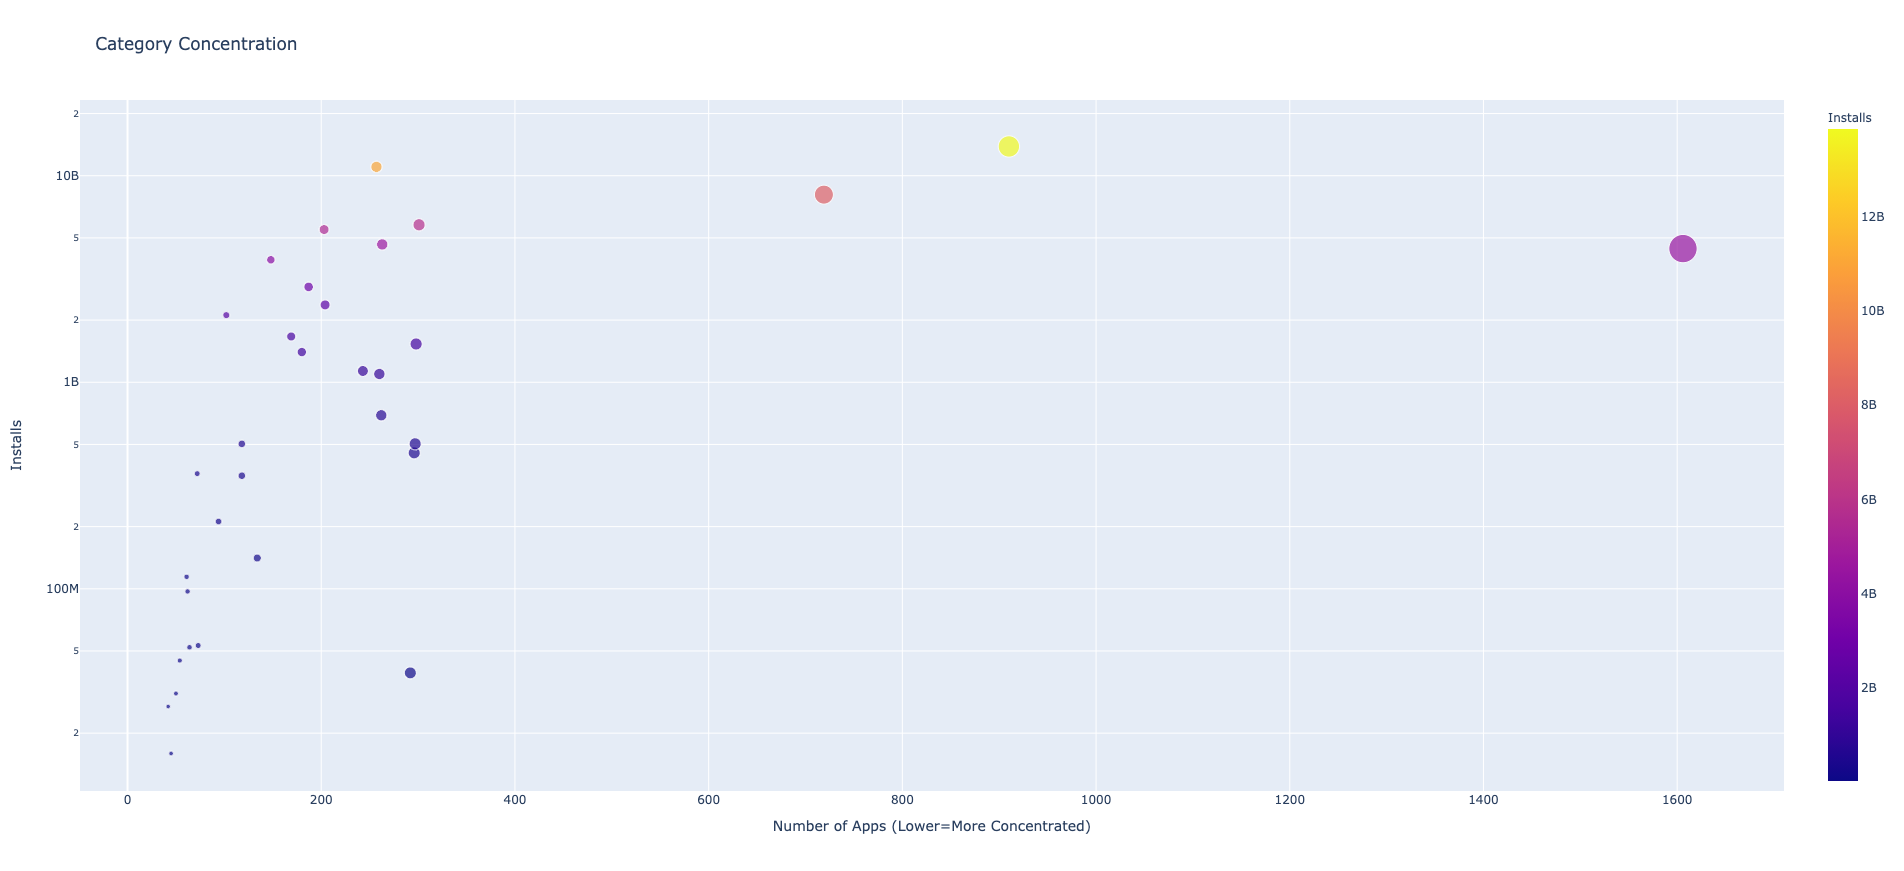 Category Concentration
Installs
2
10B
5
2
1B
5
2
100M
5
2
0
200
400
600
800
1000
1200
1400
1600
Number of Apps (Lower=More Concentrated)
Installs
12B
10B
8B
6B
4B
2B